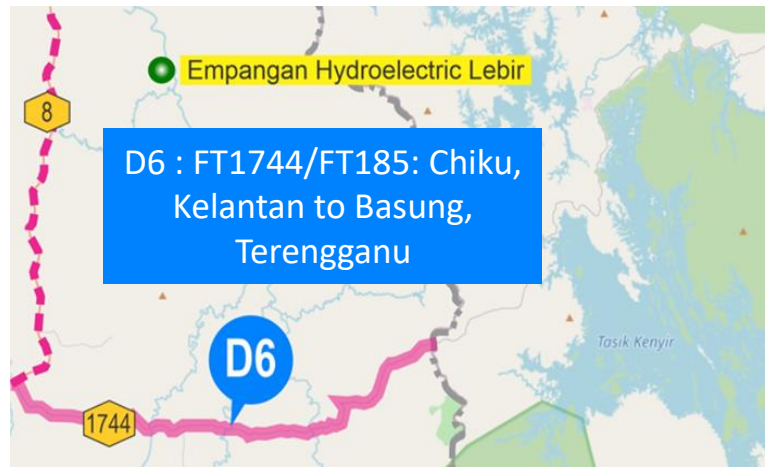 Empangan Hydroelectric Lebir
8
D6 : FT1744/FT185: Chiku,
Kelantan to Basung,
Terengganu
Tasik Kenyir
D6
1744